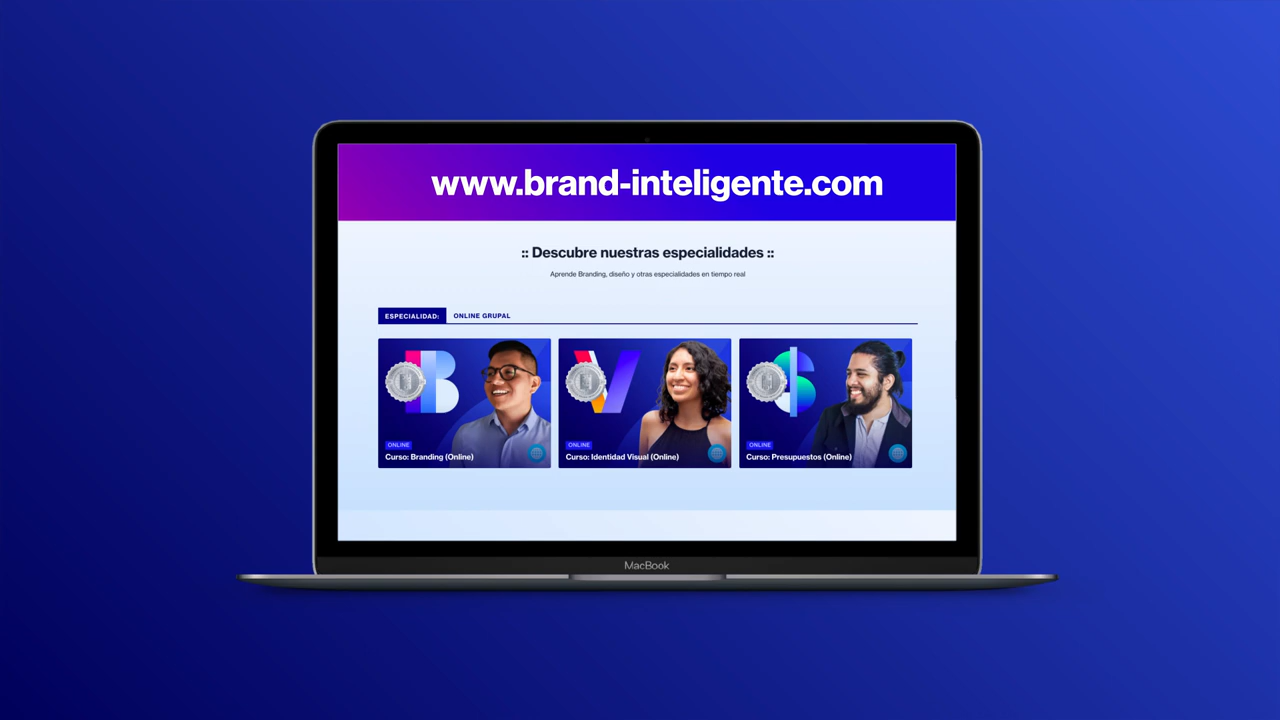 www.brand-inteligente.com
:: Descubre nuestras especialidades ::
Aprende Branding, diseño y otras especialidades en tiempo real
ESPECIALIDAD: ONLINE GRUPAL
B
V
$
ONLINE
Curso: Branding (Online)
ONLINE
Curso: Identidad Visual (Online)
ONLINE
Curso: Presupuestos (Online)
MacBook